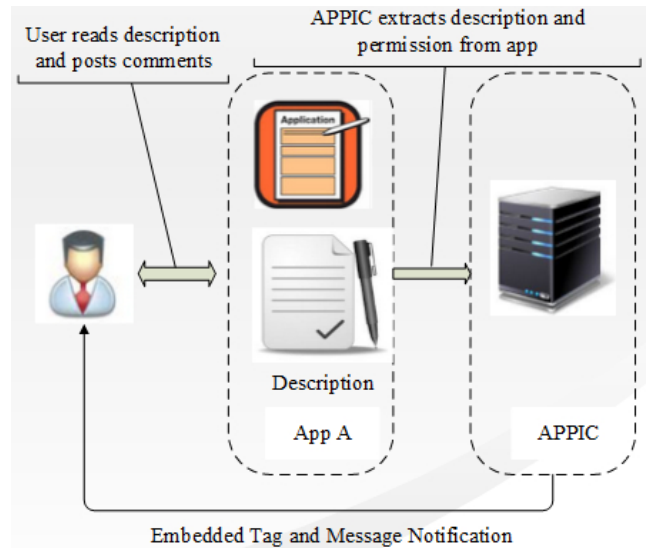 User reads description
and posts comments
APPIC extracts description and
permission from app
Application
Description
App A
APPIC
Embedded Tag and Message Notification